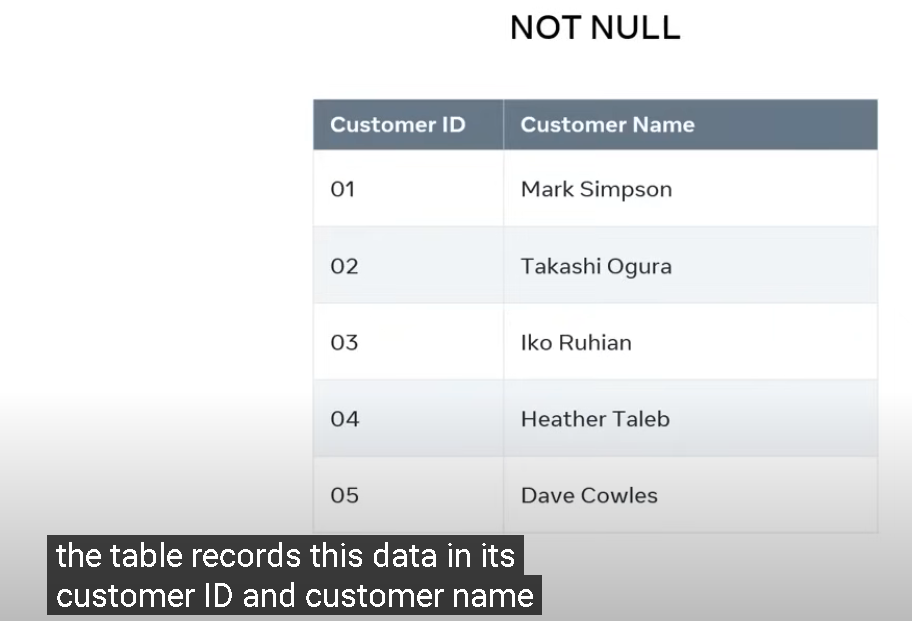 NOT NULL
Customer ID Customer Name
01 Mark Simpson
02 Takashi Ogura
03 Iko Ruhian
04 Heather Taleb
05 Dave Cowles
the table records this data in its
customer ID and customer name